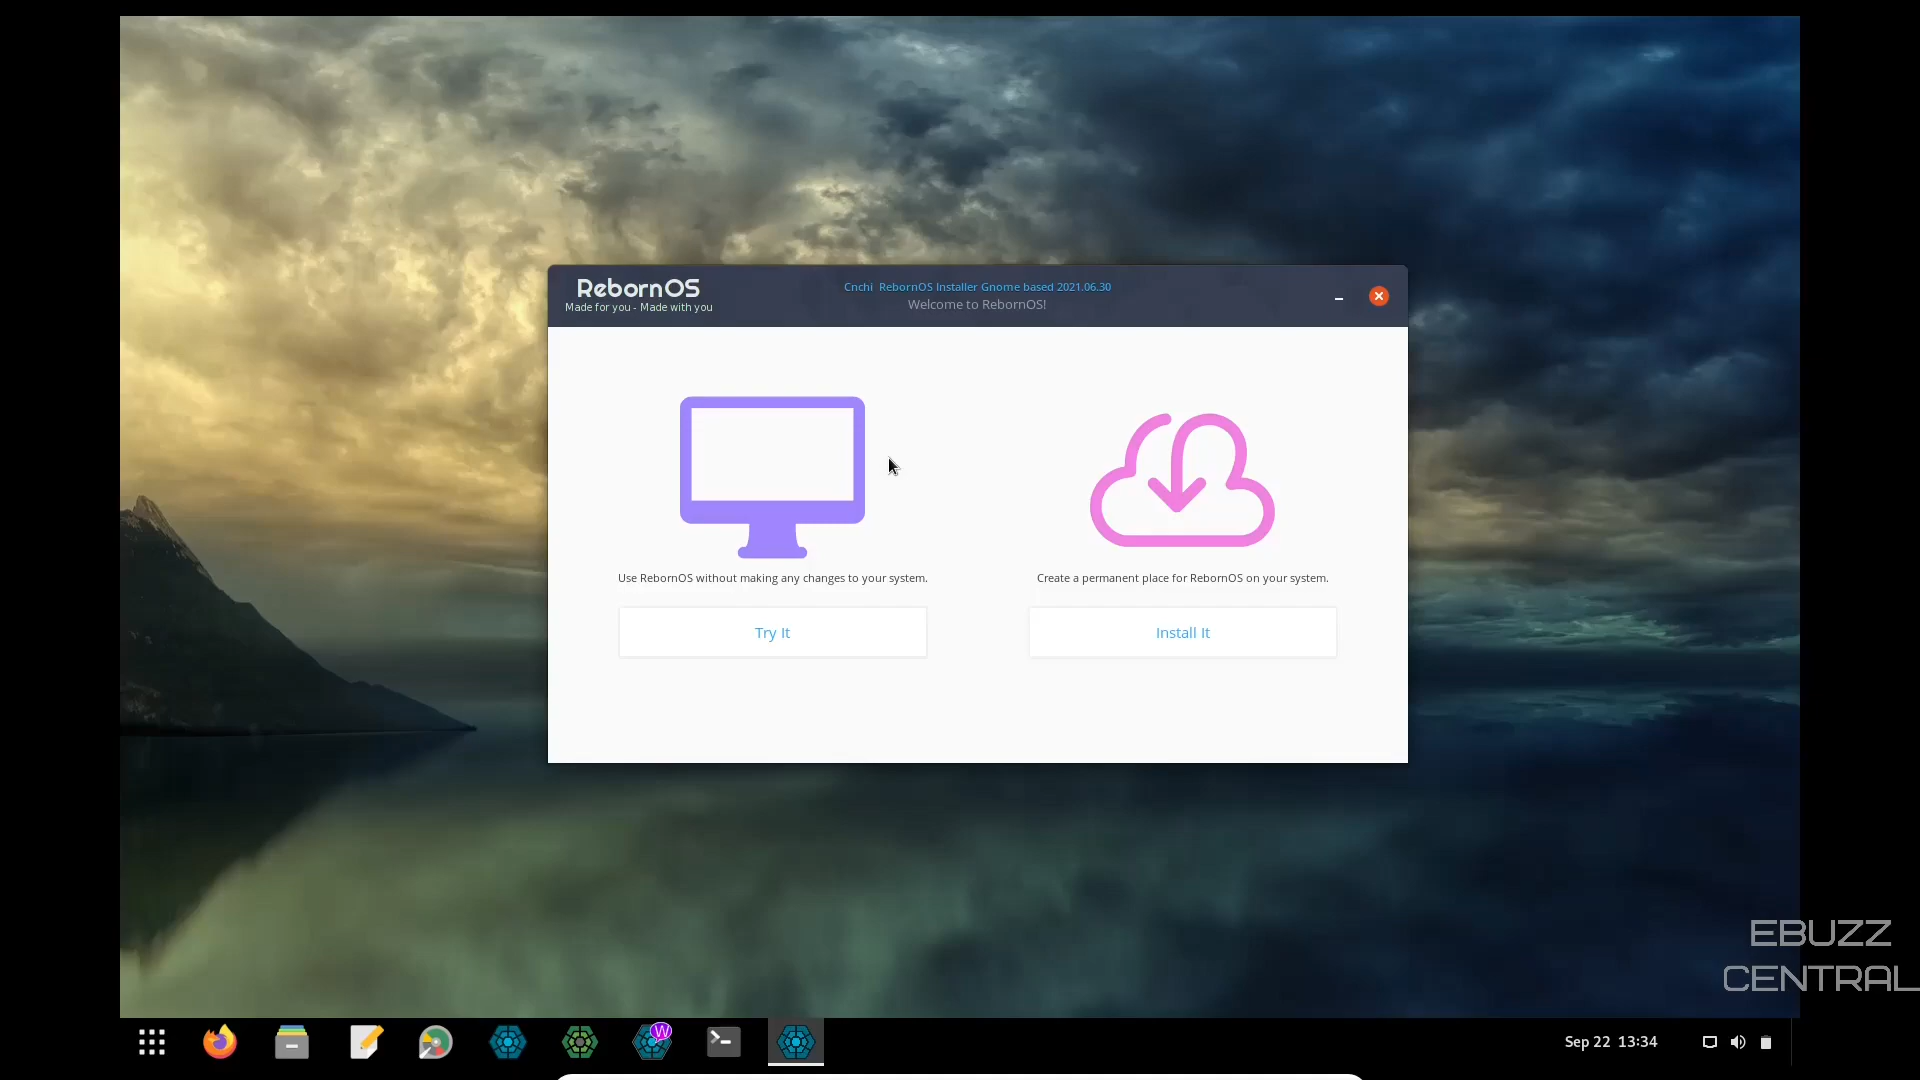 RebornOS
Made for you - Made with you
Cnchi RebornOS Installer Gnome based 2021.06.30
Welcome to RebornOS!
Use RebornOS without making any changes to your system.
Create a permanent place for RebornOS on your system.
Try It
Install It
EBUZZ
CENTRAL
W
Sep 22 13:34